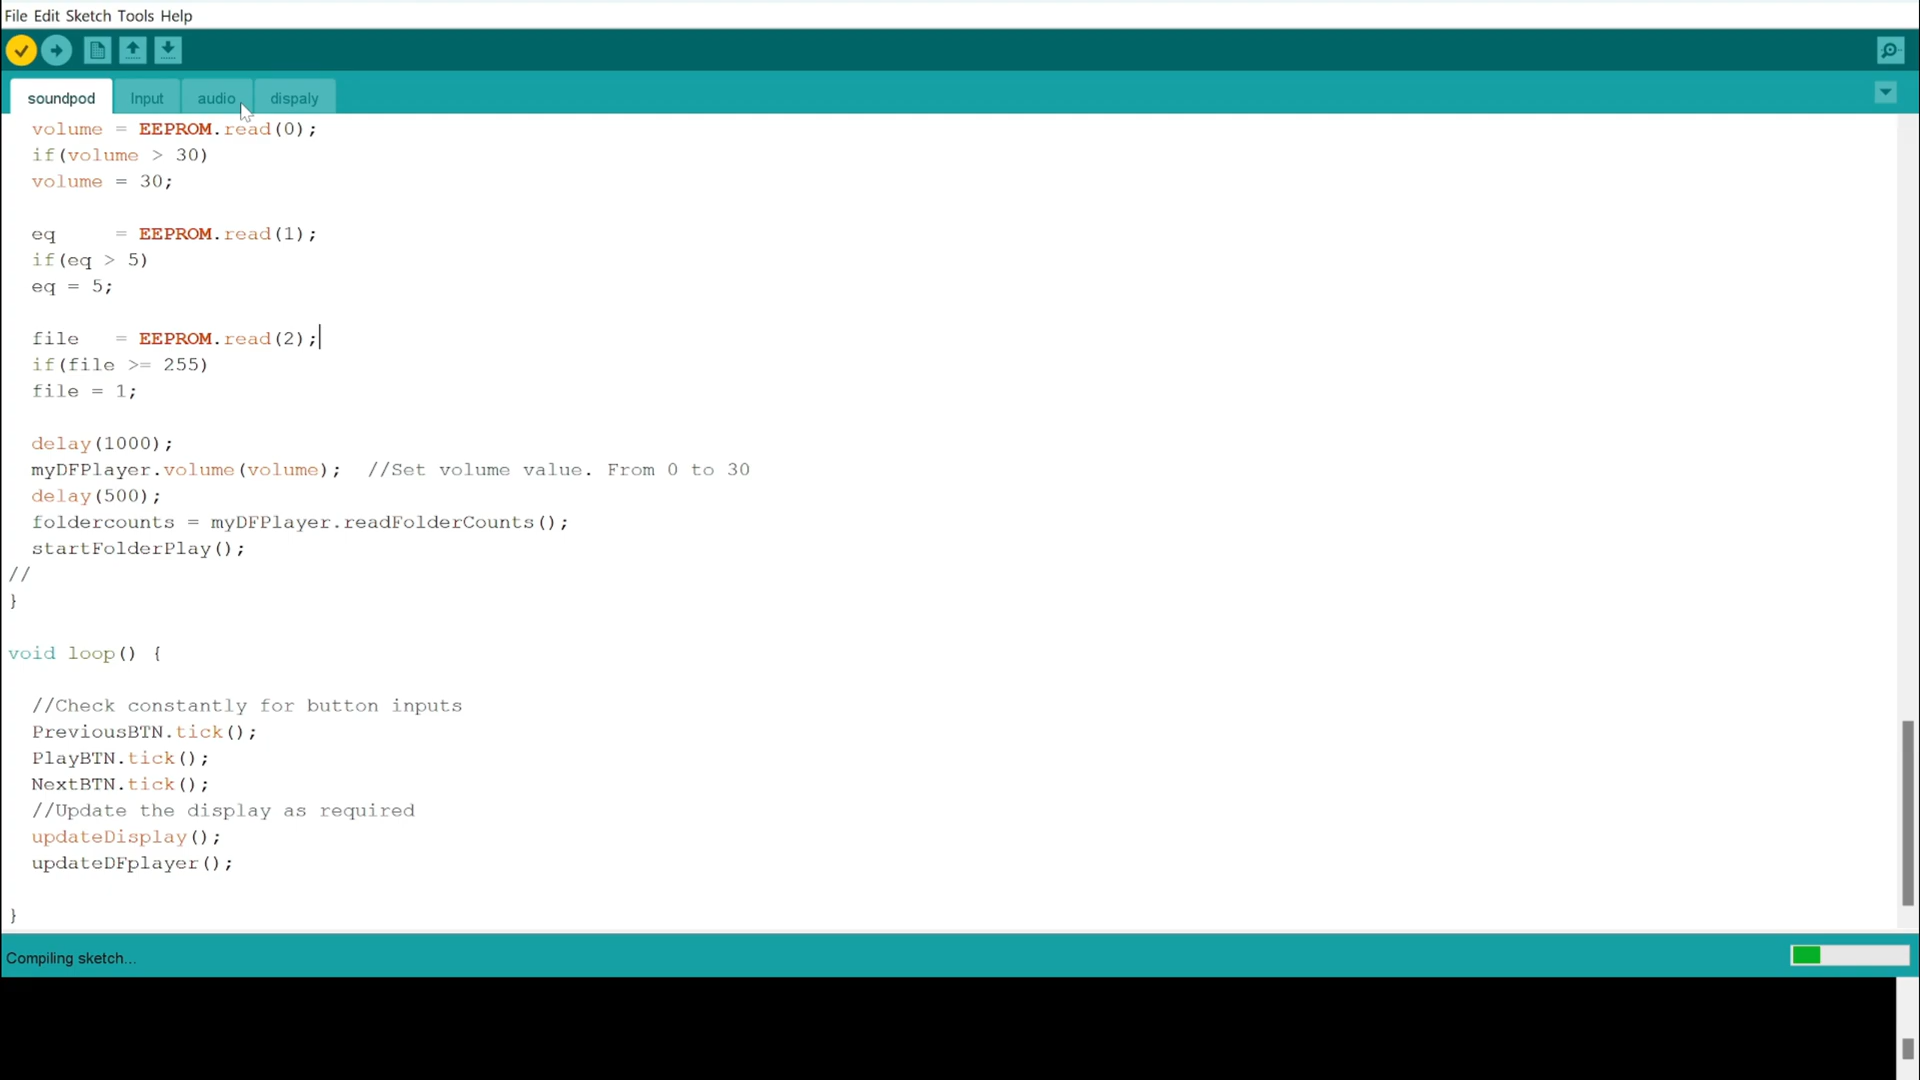 File Edit Sketch Tools Help
soundpod Input audio dispaly
volume = EEPROM.read(0);
if(volume > 30)
volume = 30;
eq = EEPROM.read(1);
if(eq > 5)
eq = 5;
file = EEPROM.read(2);
if(file >= 255)
file = 1;
delay(1000);
myDFPlayer.volume(volume); //Set volume value. From 0 to 30
delay(500);
foldercounts = myDFPlayer.readFolderCounts();
startFolderPlay();
//
}
void loop() {
//Check constantly for button inputs
PreviousBTN.tick();
PlayBTN.tick();
NextBTN.tick();
//Update the display as required
updateDisplay();
updateDFplayer();
}
Compiling sketch...